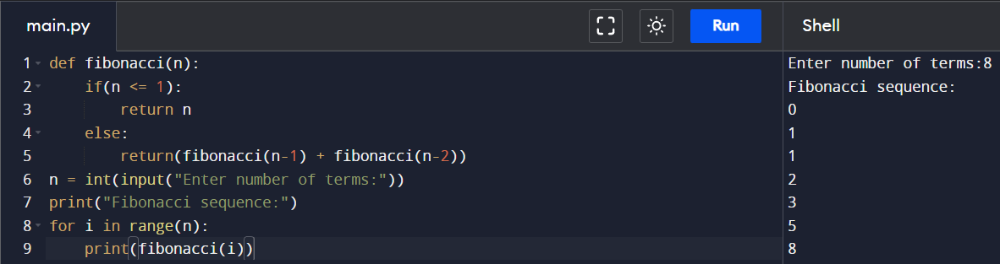 main.py
Run
Shell
1 def fibonacci(n):
2     if(n <= 1):
3         return n
4     else:
5         return(fibonacci(n-1) + fibonacci(n-2))
6 n = int(input("Enter number of terms:"))
7 print("Fibonacci sequence:")
8 for i in range(n):
9     print(fibonacci(i))
Enter number of terms:8
Fibonacci sequence:
0
1
1
2
3
5
8